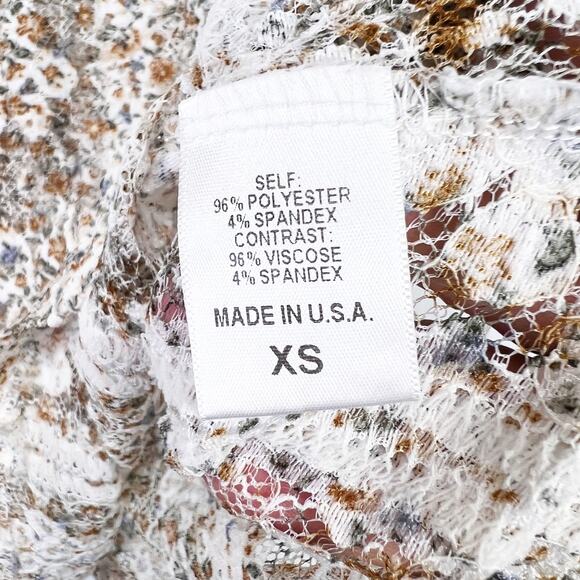 SELF:
96% POLYESTER
4% SPANDEX
CONTRAST:
96% VISCOSE
4% SPANDEX
MADE IN U.S.A.
XS